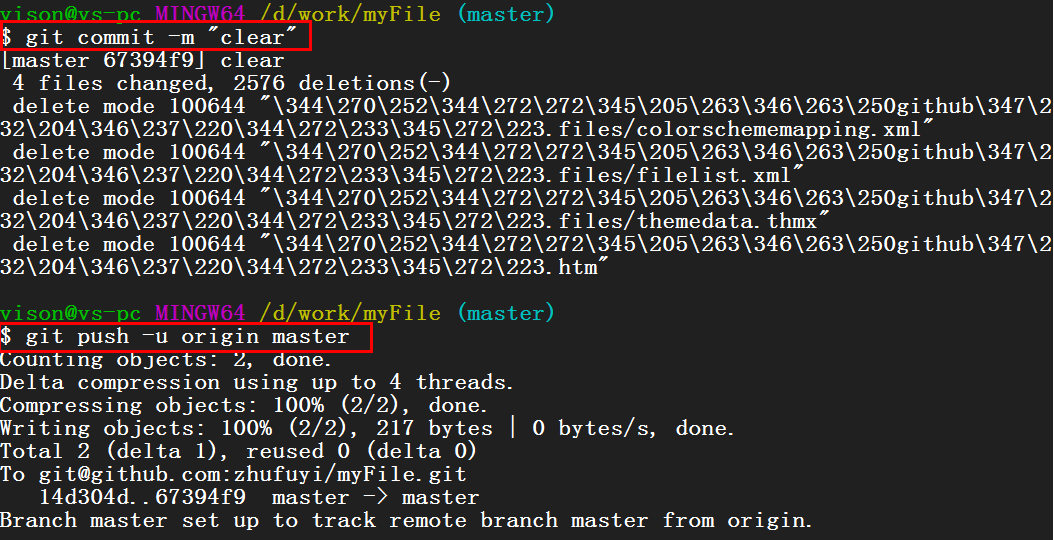 vison@vs-pc MINGW64 /d/work/myFile (master)
$ git commit -m "clear"
[master 67394f9] clear
 4 files changed, 2576 deletions(-)
 delete mode 100644 "\344\270\252\344\272\272\345\205\263\346\263\250github\347\2
32\204\346\237\220\344\272\233\345\272\223.files/colorschememapping.xml"
 delete mode 100644 "\344\270\252\344\272\272\345\205\263\346\263\250github\347\2
32\204\346\237\220\344\272\233\345\272\223.files/filelist.xml"
 delete mode 100644 "\344\270\252\344\272\272\345\205\263\346\263\250github\347\2
32\204\346\237\220\344\272\233\345\272\223.files/themedata.thmx"
 delete mode 100644 "\344\270\252\344\272\272\345\205\263\346\263\250github\347\2
32\204\346\237\220\344\272\233\345\272\223.htm"
vison@vs-pc MINGW64 /d/work/myFile (master)
$ git push -u origin master
Counting objects: 2, done.
Delta compression using up to 4 threads.
Compressing objects: 100% (2/2), done.
Writing objects: 100% (2/2), 217 bytes | 0 bytes/s, done.
Total 2 (delta 1), reused 0 (delta 0)
To git@github.com:zhufuyi/myFile.git
   14d304d..67394f9  master -> master
Branch master set up to track remote branch master from origin.